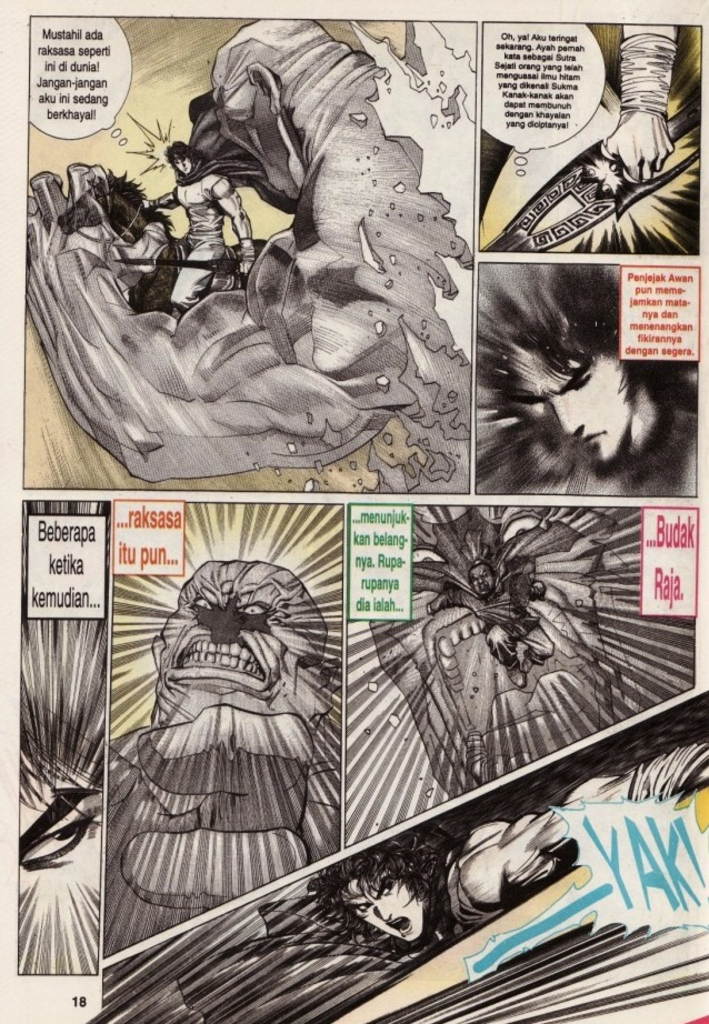 Mustahil ada
raksasa seperti
ini di dunia!
Jangan-jangan
aku ini sedang
berkhayal!
Oh, ya! Aku teringat
sekarang. Ayah pernah
kata sebagai Sutra
Sejati orang yang telah
menguasai ilmu hitam
yang dikenali Sukma
Kanak-kanak akan
dapat membunuh
dengan khayalan
yang diciptanya!
Penjejak Awan
pun meme-
jamkan mata-
nya dan
menenangkan
fikirannya
dengan segera.
Beberapa
ketika
kemudian...
...raksasa
itu pun...
...menunjuk-
kan belang-
nya. Rupa-
rupanya
dia ialah...
...Budak
Raja.
YAK!
18